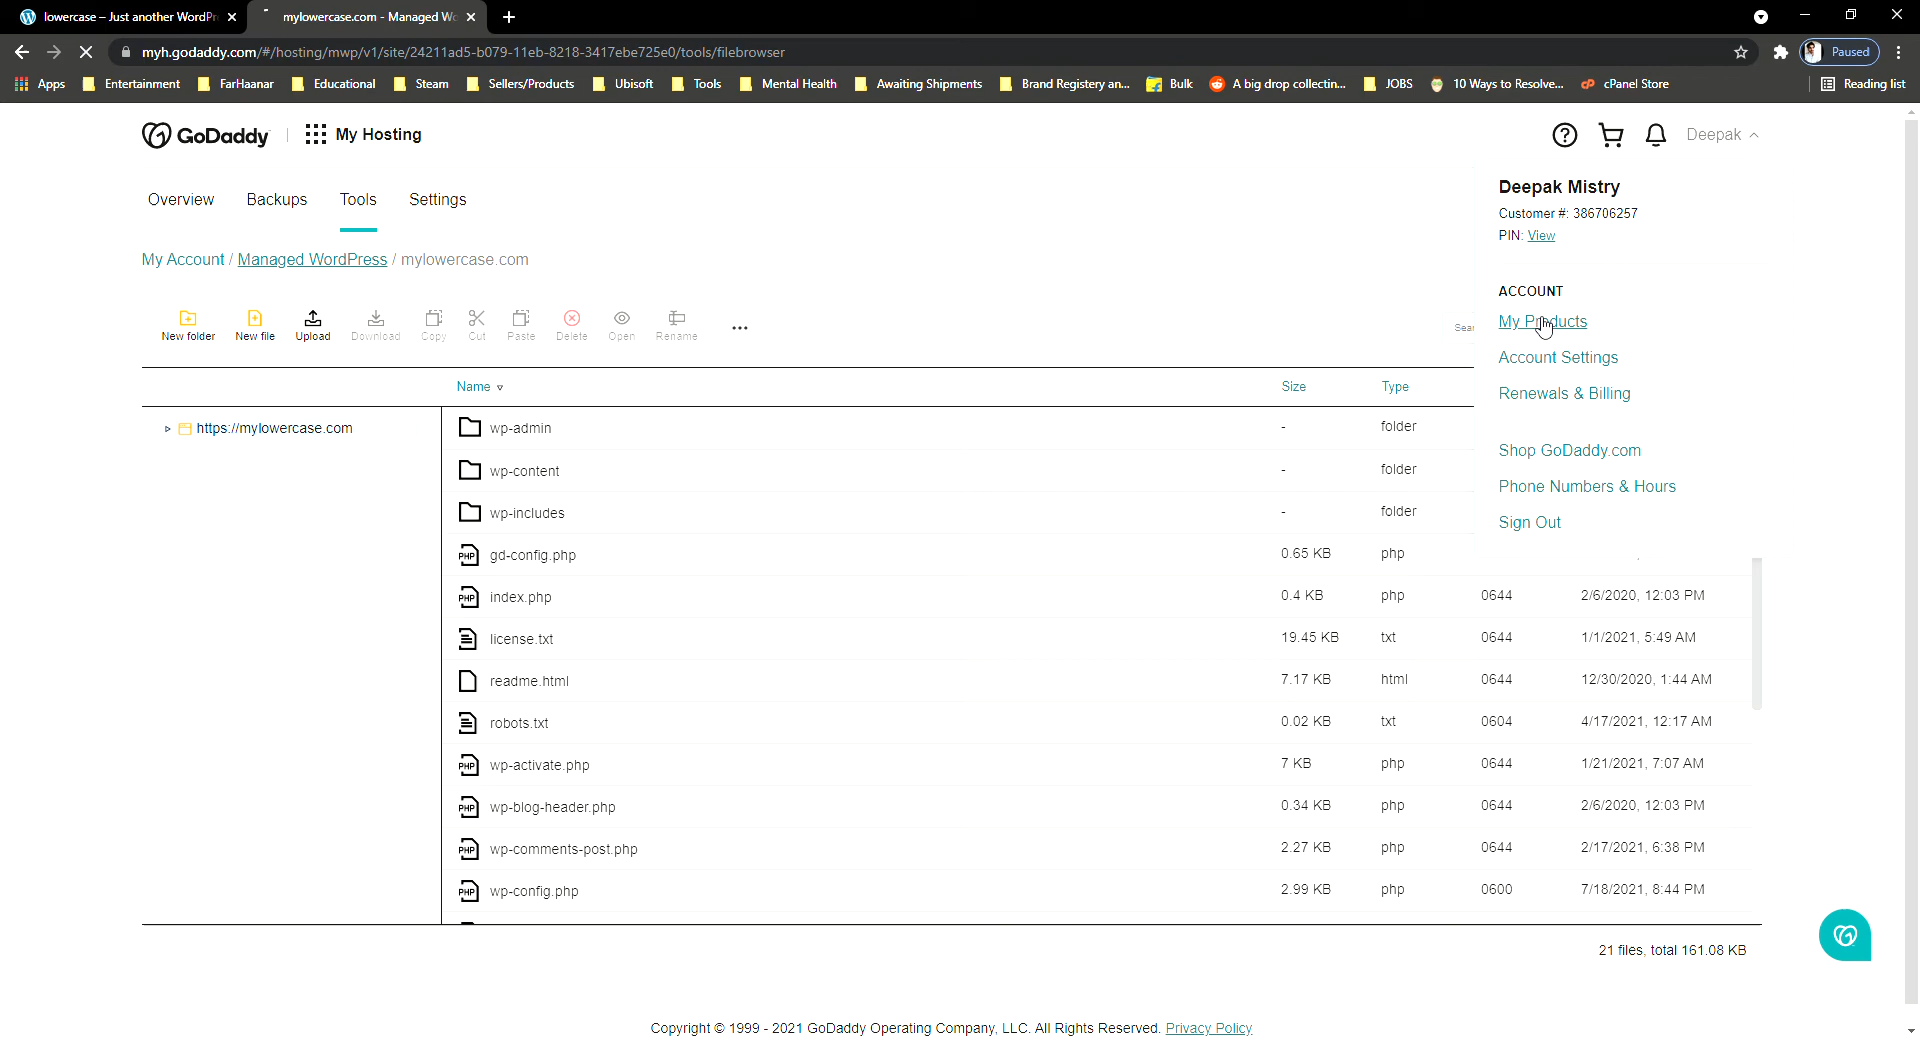 lowercase – Just another WordPr
mylowercase.com - Managed Wo
myh.godaddy.com/#/hosting/mwp/v1/site/24211ad5-b079-11eb-8218-3417ebe725e0/tools/filebrowser
Paused
Apps Entertainment FarHaanar Educational Steam Sellers/Products Ubisoft Tools Mental Health Awaiting Shipments Brand Registery an... Bulk A big drop collectin... JOBS 10 Ways to Resolve... cPanel Store Reading list
GoDaddy My Hosting Deepak
Overview Backups Tools Settings
Deepak Mistry
Customer #: 386706257
PIN: View
My Account / Managed WordPress / mylowercase.com
ACCOUNT
My Products
Account Settings
Renewals & Billing
Shop GoDaddy.com
Phone Numbers & Hours
Sign Out
New folder New file Upload Download Copy Cut Paste Delete Open Rename ... Sear
Name Size Type
https://mylowercase.com
wp-admin - folder
wp-content - folder
wp-includes - folder
PHP gd-config.php 0.65 KB php
PHP index.php 0.4 KB php 0644 2/6/2020, 12:03 PM
license.txt 19.45 KB txt 0644 1/1/2021, 5:49 AM
readme.html 7.17 KB html 0644 12/30/2020, 1:44 AM
robots.txt 0.02 KB txt 0604 4/17/2021, 12:17 AM
PHP wp-activate.php 7 KB php 0644 1/21/2021, 7:07 AM
PHP wp-blog-header.php 0.34 KB php 0644 2/6/2020, 12:03 PM
PHP wp-comments-post.php 2.27 KB php 0644 2/17/2021, 6:38 PM
PHP wp-config.php 2.99 KB php 0600 7/18/2021, 8:44 PM
21 files, total 161.08 KB
Copyright © 1999 - 2021 GoDaddy Operating Company, LLC. All Rights Reserved. Privacy Policy